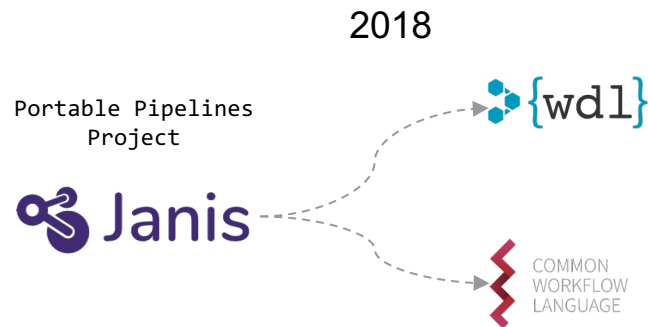 2018
Portable Pipelines
Project
Janis
{wdl}
COMMON
WORKFLOW
LANGUAGE